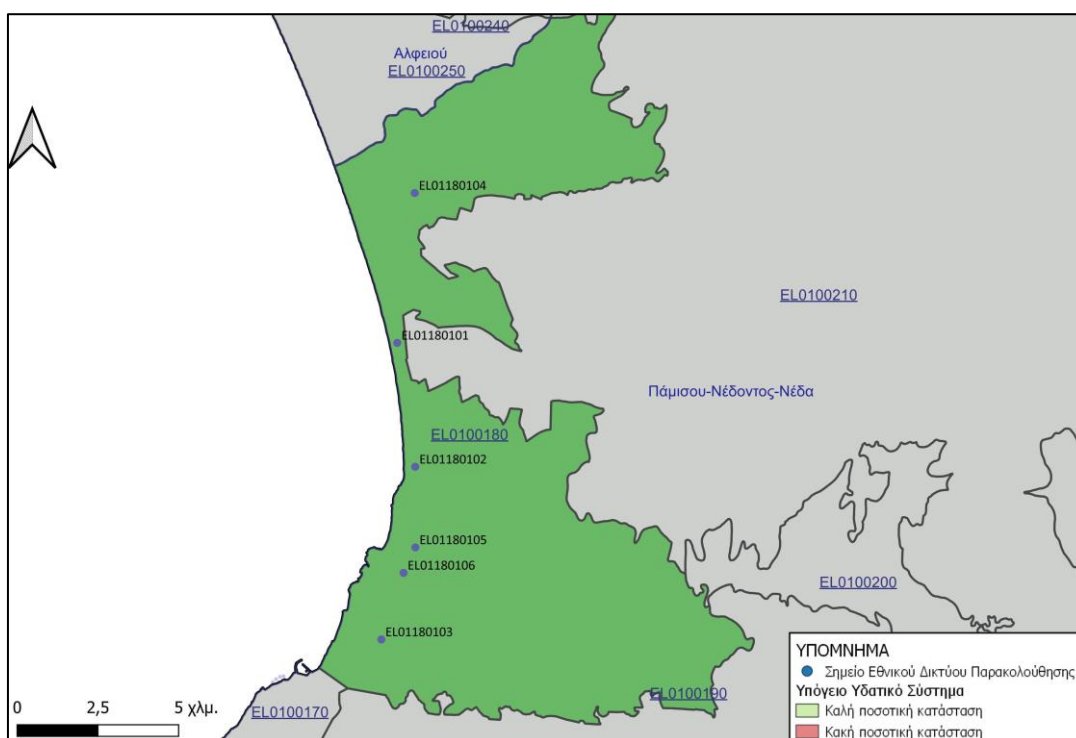 EL0100240
Αλφειού
EL0100250
EL01180104
EL0100210
EL01180101
Πάμισου-Νέδοντος-Νέδα
EL0100180
EL01180102
EL01180105
EL01180106
EL0100200
EL01180103
EL0100190
EL0100170
0 2,5 5 χλμ.
ΥΠΟΜΝΗΜΑ
Σημείο Εθνικού Δικτύου Παρακολούθησης
Υπόγειο Υδατικό Σύστημα
Καλή ποσοτική κατάσταση
Κακή ποσοτική κατάσταση